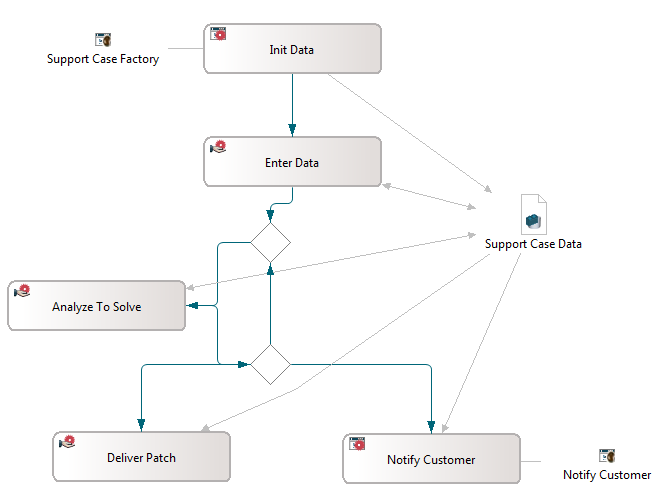 Init Data
Support Case Factory
Enter Data
Support Case Data
Analyze To Solve
Deliver Patch
Notify Customer
Notify Customer